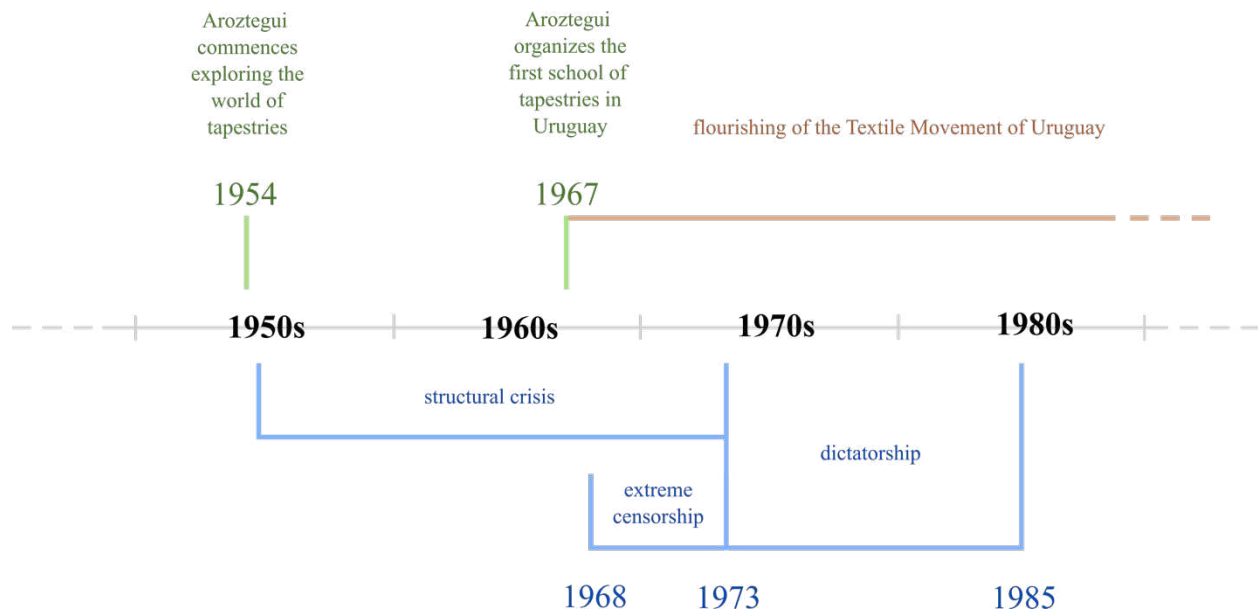 Aroztegui
commences
exploring the
world of
tapestries
Aroztegui
organizes the
first school of
tapestries in
Uruguay
flourishing of the Textile Movement of Uruguay
1954
1967
1950s
1960s
1970s
1980s
structural crisis
dictatorship
extreme
censorship
1968
1973
1985